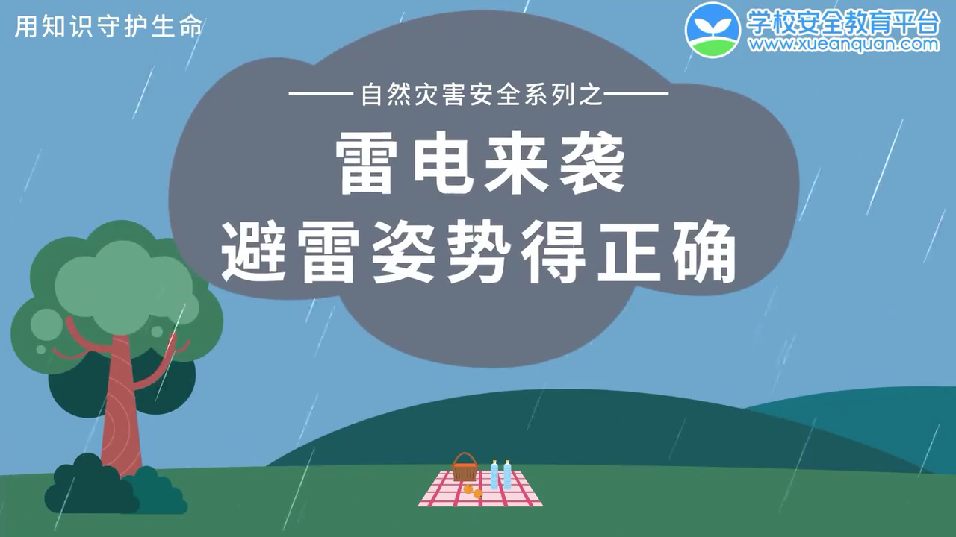 用知识守护生命
学校安全教育平台
www.xueanquan.com
自然灾害安全系列之
雷电来袭
避雷姿势得正确